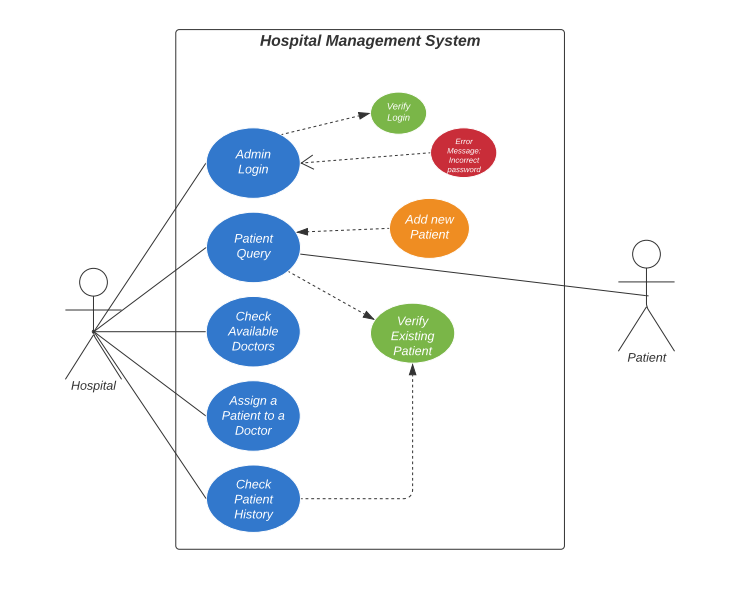 Hospital Management System
Verify
Login
Error
Message:
Incorrect
password
Admin
Login
Add new
Patient
Patient
Query
Check
Available
Doctors
Verify
Existing
Patient
Hospital
Patient
Assign a
Patient to a
Doctor
Check
Patient
History